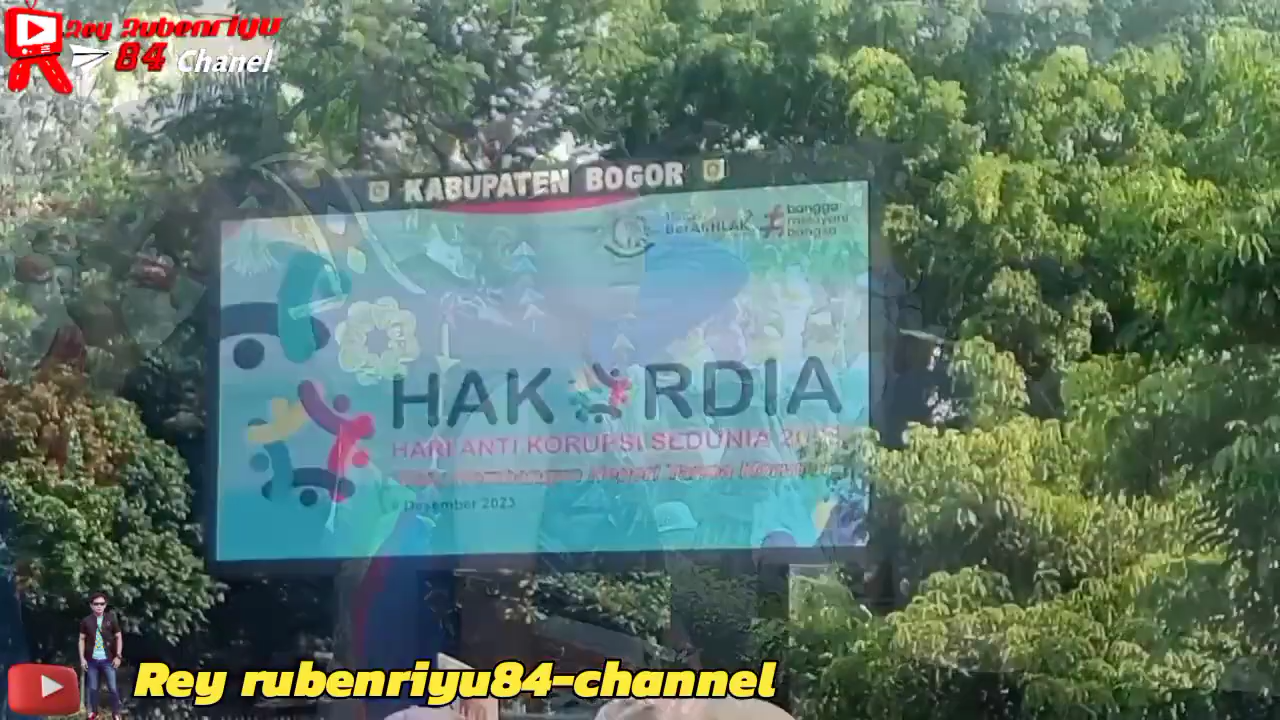 Rey Rubenriyu
84 Chanel
KABUPATEN BOGOR
BerAKHLAK
bangga
melayani
bangsa
HAKORDIA
HARI ANTI KORUPSI SEDUNIA
Desember 2023
Rey rubenriyu84-channel